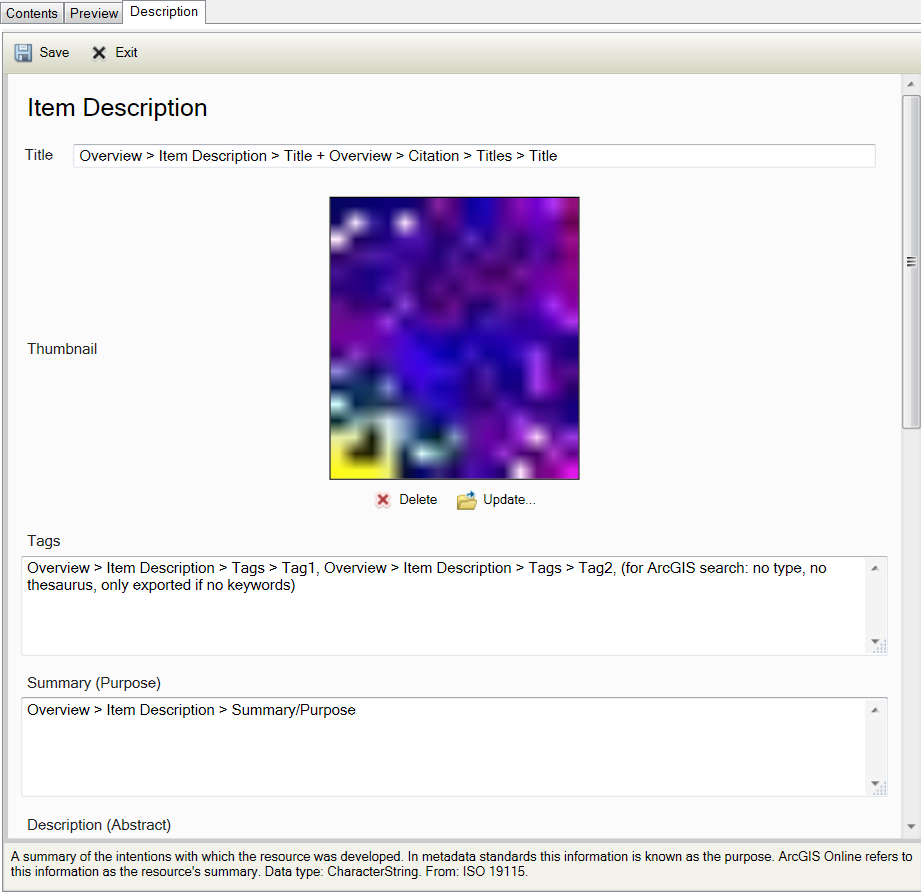 Contents Preview Description
Save Exit
Item Description
Title Overview > Item Description > Title + Overview > Citation > Titles > Title
Thumbnail
Delete Update...
Tags
Overview > Item Description > Tags > Tag1, Overview > Item Description > Tags > Tag2, (for ArcGIS search: no type, no
thesaurus, only exported if no keywords)
Summary (Purpose)
Overview > Item Description > Summary/Purpose
Description (Abstract)
A summary of the intentions with which the resource was developed. In metadata standards this information is known as the purpose. ArcGIS Online refers to
this information as the resource's summary. Data type: CharacterString. From: ISO 19115.